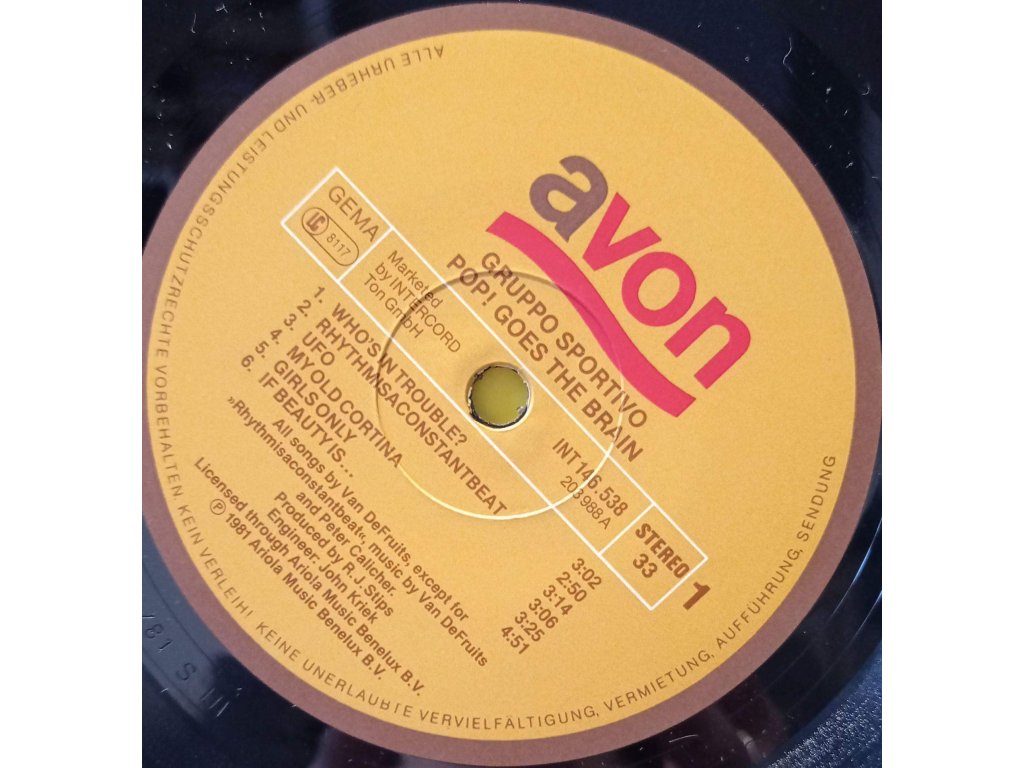 avon
GRUPPO SPORTIVO
POP! GOES THE BRAIN
GEMA
LC
8117
Marketed
by INTERCORD
Ton GmbH
INT 146.538
203 988 A
STEREO
33
1
1. WHO'S IN TROUBLE? 3:02
2. RHYTHMISACONSTANTBEAT 2:50
3. UFO 3:14
4. MY OLD CORTINA 3:06
5. GIRLS ONLY 3:25
6. IF BEAUTY IS ... 4:51
All songs by Van DeFruits, except for
»Rhythmisaconstantbeat«, music by Van DeFruits
and Peter Calicher.
Produced by R.J. Stips
Engineer: John Kriek
Licensed through Ariola Music Benelux B.V.
℗ 1981 Ariola Music Benelux B.V.
ALLE URHEBER- UND LEISTUNGSSCHUTZRECHTE VORBEHALTEN KEIN VERLEIH! KEINE UNERLAUBTE VERVIELFÄLTIGUNG, VERMIETUNG, AUFFÜHRUNG, SENDUNG